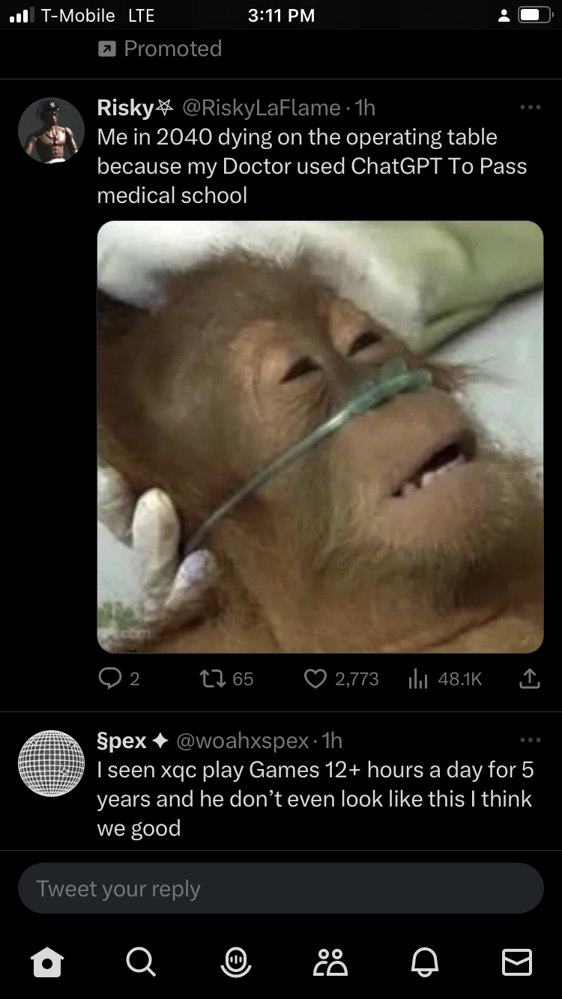 T-Mobile LTE 3:11 PM
Promoted
Risky⛧ @RiskyLaFlame · 1h
Me in 2040 dying on the operating table
because my Doctor used ChatGPT To Pass
medical school
2 65 2,773 48.1K
§pex ✦ @woahxspex · 1h
I seen xqc play Games 12+ hours a day for 5
years and he don’t even look like this I think
we good
Tweet your reply